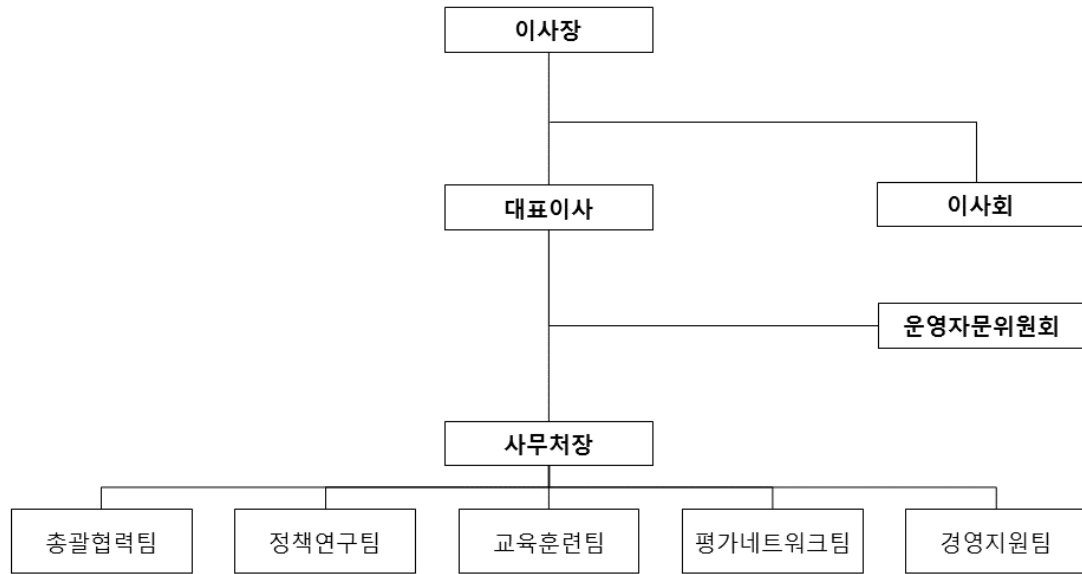 이사장
대표이사
이사회
운영자문위원회
사무처장
총괄협력팀
정책연구팀
교육훈련팀
평가네트워크팀
경영지원팀